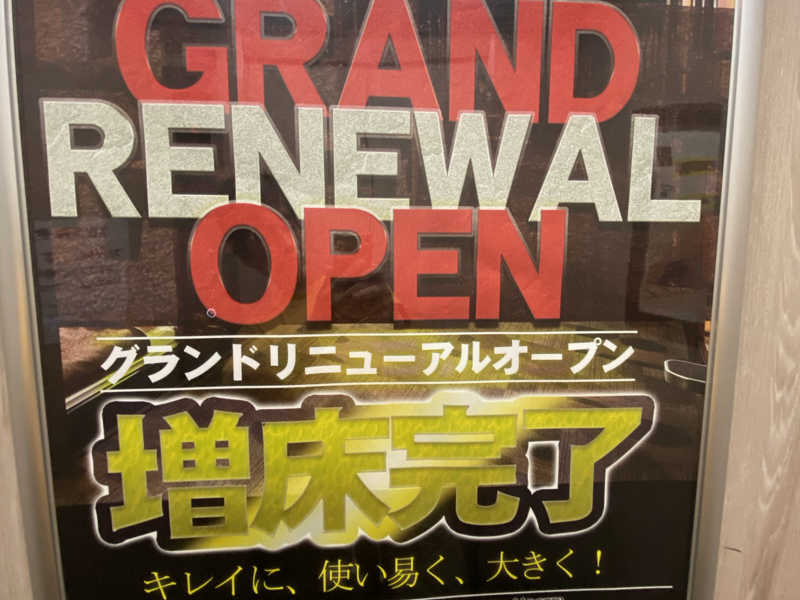 GRAND
RENEWAL
OPEN
グランドリニューアルオープン
増床完了
キレイに、使い易く、大きく！